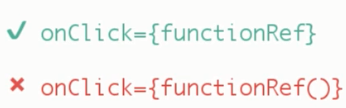 ✔ onClick={functionRef}
✖ onClick={functionRef()}